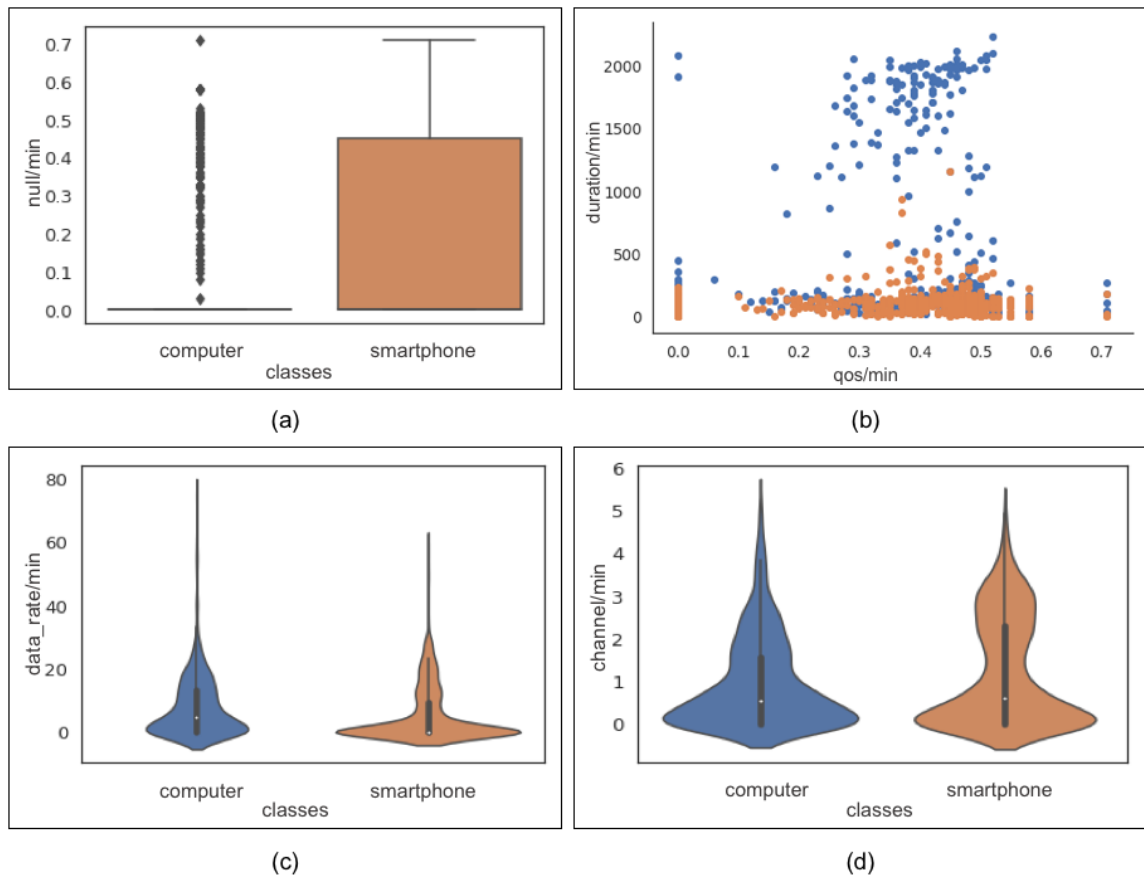 0.7
0.6
0.5
0.4
0.3
0.2
0.1
0.0
null/min
computer smartphone
classes
(a)
2000
1500
1000
500
0
duration/min
0.0 0.1 0.2 0.3 0.4 0.5 0.6 0.7
qos/min
(b)
80
60
40
20
0
data_rate/min
computer smartphone
classes
(c)
6
5
4
3
2
1
0
channel/min
computer smartphone
classes
(d)